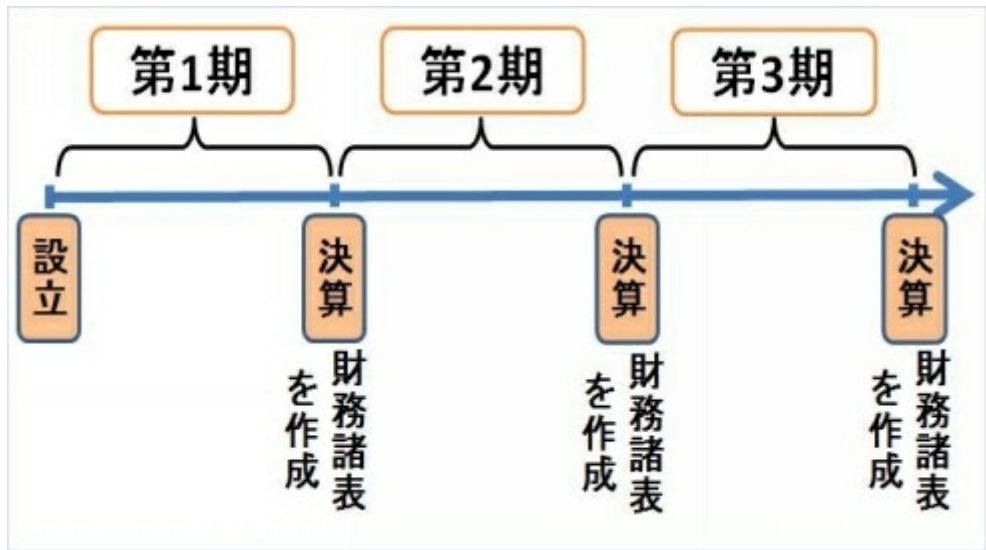 第1期
第2期
第3期
設立
決算
財務諸表
を作成
決算
財務諸表
を作成
決算
財務諸表
を作成